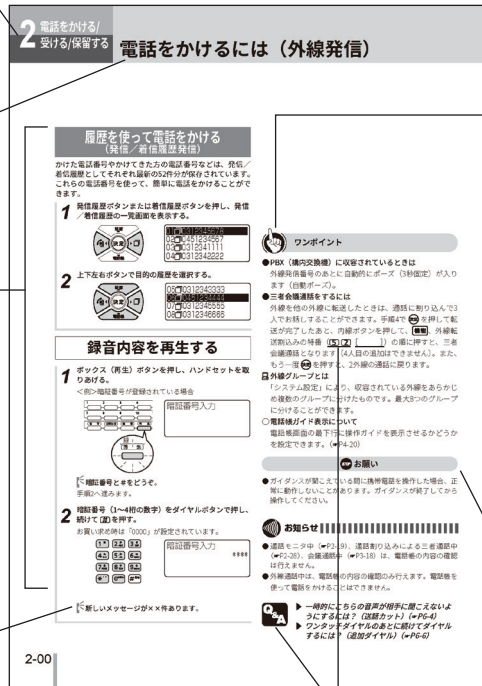 2 電話をかける/
受ける/保留する
電話をかけるには（外線発信）
履歴を使って電話をかける
（発信／着信履歴発信）
かけた電話番号やかけてきた方の電話番号などは、発信／
着信履歴としてそれぞれ最新の52件分が保存されています。
これらの電話番号を使って、簡単に電話をかけることがで
きます。
1 発信履歴ボタンまたは着信履歴ボタンを押し、発信
／着信履歴の一覧画面を表示する。
決定
01 0312345678
02 0451234567
03 0312341111
04 0312342222
2 上下左右ボタンで目的の履歴を選択する。
決定
05 0312343333
06 0451234444
07 0312345555
08 0312346666
録音内容を再生する
1 ボックス（再生）ボタンを押し、ハンドセットを取
りあげる。
＜例＞暗証番号が登録されている場合
暗証番号入力
暗証番号と＃をどうぞ。
手順2へ進みます。
2 暗証番号（1～4桁の数字）をダイヤルボタンで押し、
続けて#を押す。
お買い求め時は「0000」が設定されています。
暗証番号入力
****
新しいメッセージが××件あります。
ワンポイント
●PBX（構内交換機）に収容されているときは
外線発信番号のあとに自動的にポーズ（3秒固定）が入り
ます（自動ポーズ）。
●三者会議通話をするには
外線を他の外線に転送したときは、通話に割り込んで3
人でお話しすることができます。手順4で を押して転
送が完了したあと、内線ボタンを押して、機能、外線転
送割込みの特番（5 2 [ ]）の順に押すと、三者
会議通話となります（4人目の追加はできません）。また、
もう一度 を押すと、2外線の通話に戻ります。
外線グループとは
「システム設定」により、収容されている外線をあらかじ
め複数のグループに分けたものです。最大8つのグループ
に分けることができます。
○電話帳ガイド表示について
電話帳画面の最下行に操作ガイドを表示させるかどうか
を設定できます。（☛P4-20）
STOP お願い
●ガイダンスが聞こえている間に携帯電話を操作した場合、正
常に動作しないことがあります。ガイダンスが終了してから
操作してください。
お知らせ
●通話モニタ中（☛P2-19）、通話割り込みによる三者通話中
（☛P2-28）、会議通話中（☛P3-18）は、電話帳の内容の確認
は行えません。
●外線通話中は、電話帳の内容の確認のみ行えます。電話帳を
使って電話をかけることはできません。
Q&A
▶ 一時的にこちらの音声が相手に聞こえないよ
うにするには？（送話カット）（☛P6-4）
▶ ワンタッチダイヤルのあとに続けてダイヤル
するには？（追加ダイヤル）（☛P6-6）
2-00